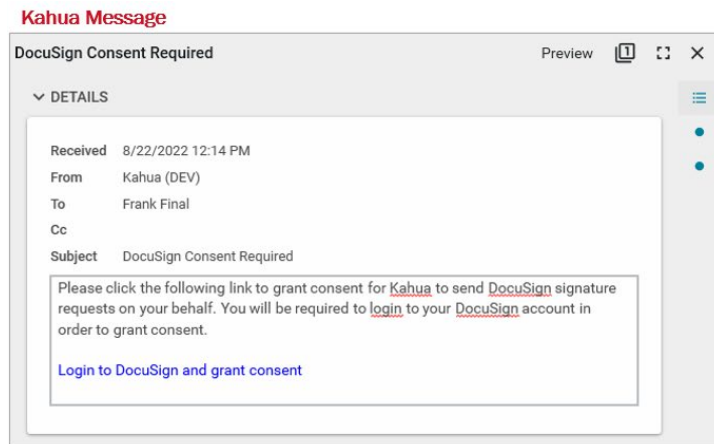 Kahua Message
DocuSign Consent Required Preview 1
DETAILS
Received 8/22/2022 12:14 PM
From Kahua (DEV)
To Frank Final
Cc
Subject DocuSign Consent Required
Please click the following link to grant consent for Kahua to send DocuSign signature
requests on your behalf. You will be required to login to your DocuSign account in
order to grant consent.
Login to DocuSign and grant consent